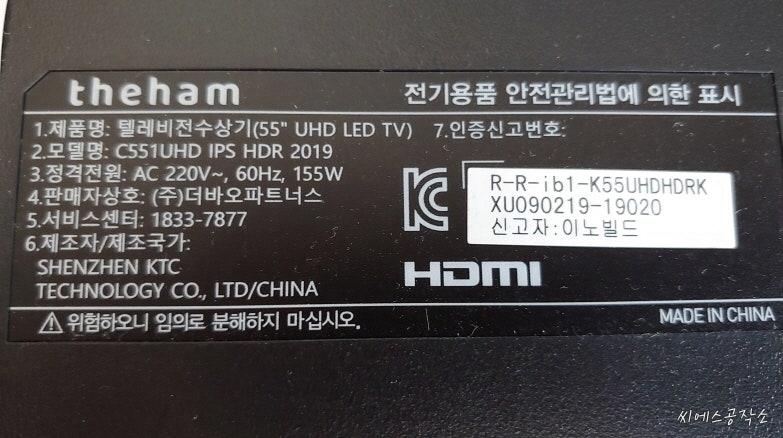 theham
전기용품 안전관리법에 의한 표시
1.제품명: 텔레비전수상기(55" UHD LED TV)
2.모델명: C551UHD IPS HDR 2019
3.정격전원: AC 220V~, 60Hz, 155W
4.판매자상호: (주)더바오파트너스
5.서비스센터: 1833-7877
6.제조자/제조국가:
SHENZHEN KTC
TECHNOLOGY CO., LTD/CHINA
7.인증신고번호:
R-R-ib1-K55UHDHDRK
XU090219-19020
신고자:이노빌드
HDMI
⚠ 위험하오니 임의로 분해하지 마십시오.
MADE IN CHINA
씨에스공작소